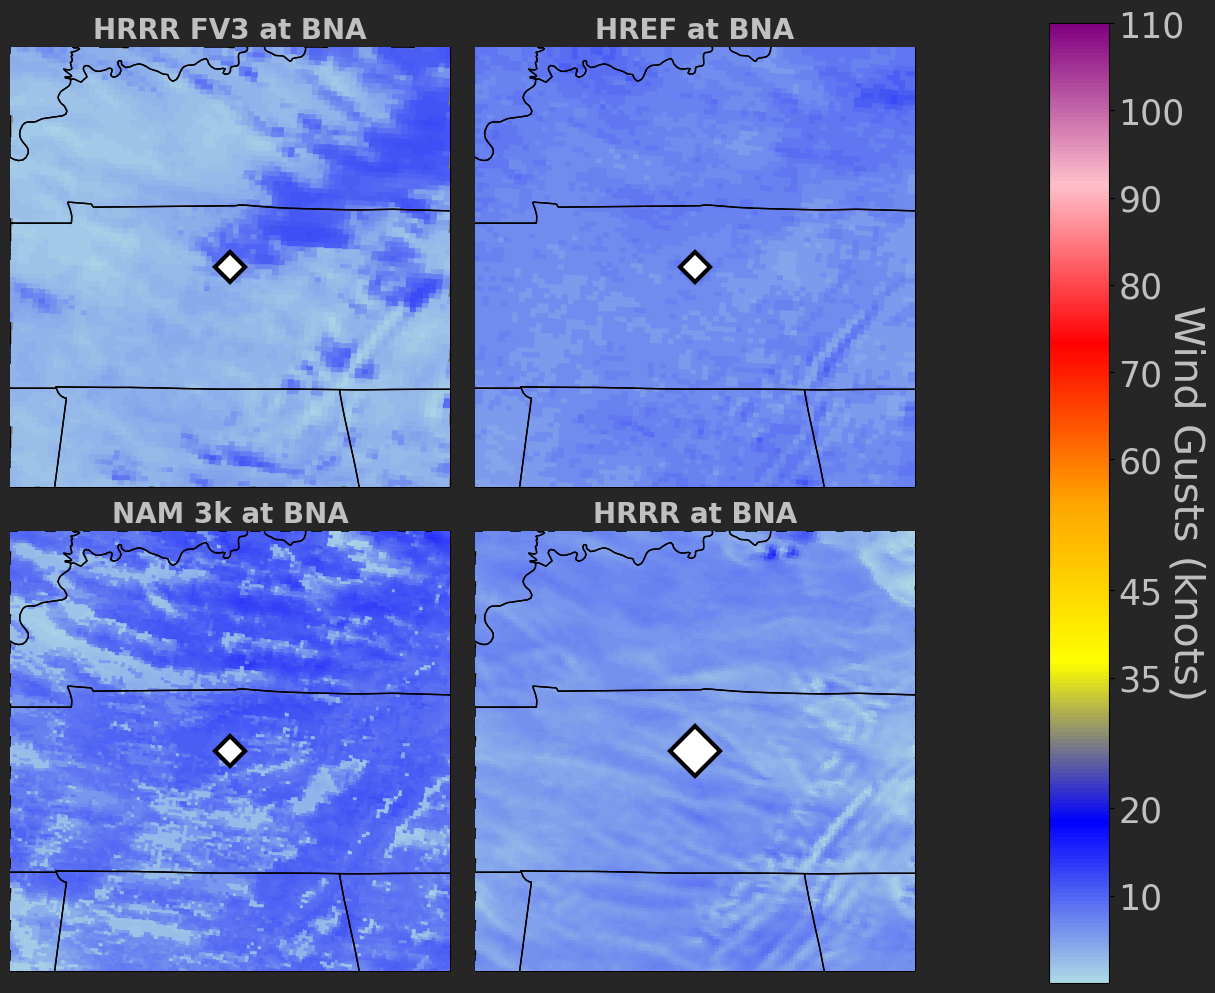 HRRR FV3 at BNA
HREF at BNA
NAM 3k at BNA
HRRR at BNA
110
100
90
80
70
60
45
35
20
10
Wind Gusts (knots)